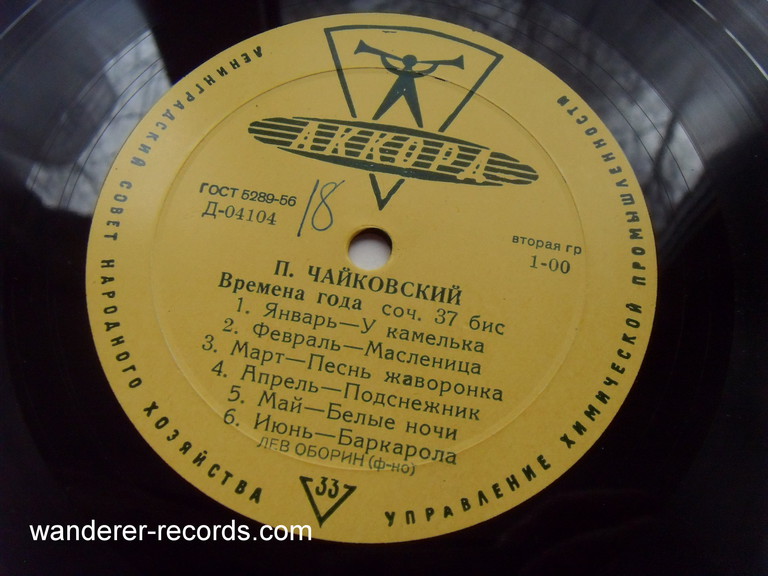 ЛЕНИНГРАДСКИЙ СОВЕТ НАРОДНОГО ХОЗЯЙСТВА
УПРАВЛЕНИЕ ХИМИЧЕСКОЙ ПРОМЫШЛЕННОСТИ
АККОРД
ГОСТ 5289-56
Д-04104
18
вторая гр
1-00
П. ЧАЙКОВСКИЙ
Времена года соч. 37 бис
1. Январь—У камелька
2. Февраль—Масленица
3. Март—Песнь жаворонка
4. Апрель—Подснежник
5. Май—Белые ночи
6. Июнь—Баркарола
ЛЕВ ОБОРИН (ф-но)
33
wanderer-records.com